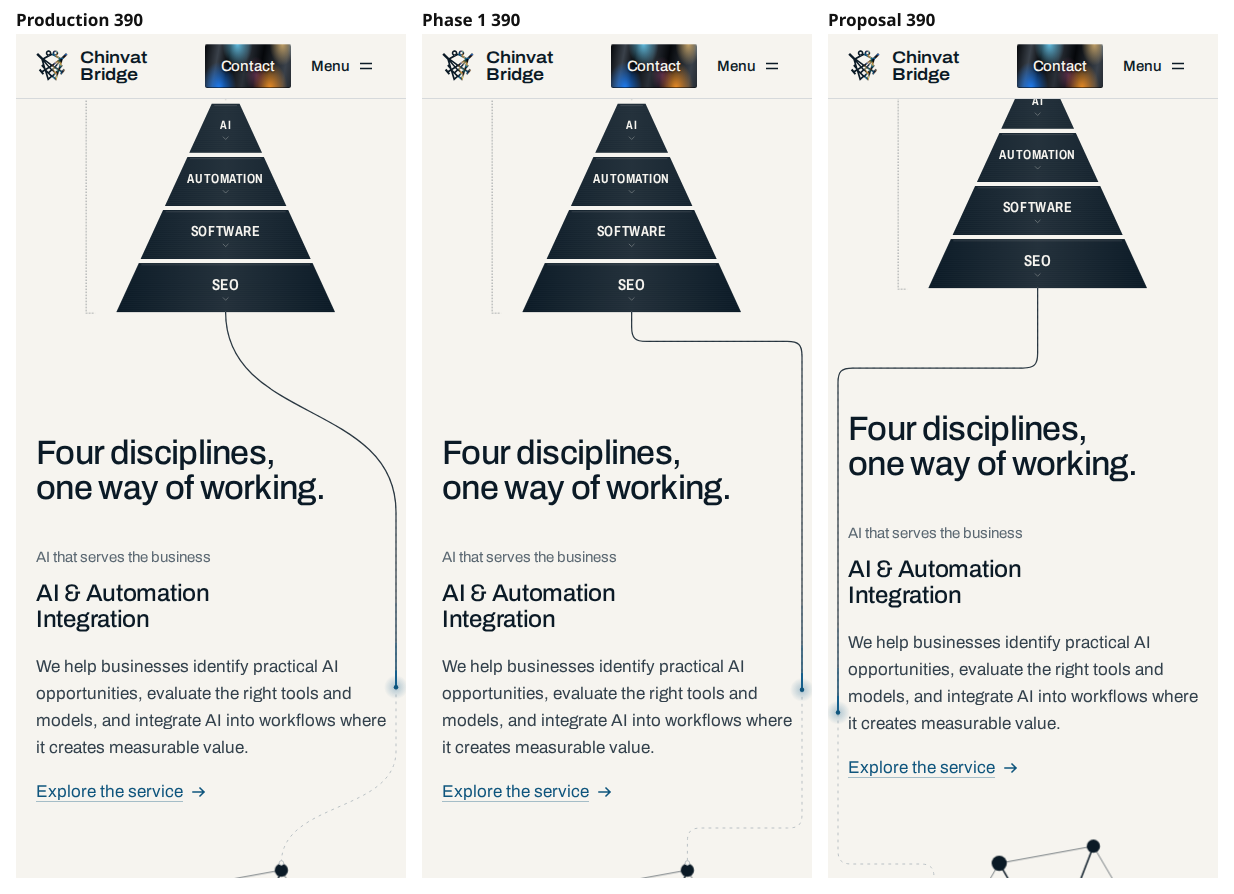 Production 390
Chinvat
Bridge
Contact
Menu
AI
AUTOMATION
SOFTWARE
SEO
Four disciplines,
one way of working.
AI that serves the business
AI & Automation
Integration
We help businesses identify practical AI
opportunities, evaluate the right tools and
models, and integrate AI into workflows where
it creates measurable value.
Explore the service →
Phase 1 390
Chinvat
Bridge
Contact
Menu
AI
AUTOMATION
SOFTWARE
SEO
Four disciplines,
one way of working.
AI that serves the business
AI & Automation
Integration
We help businesses identify practical AI
opportunities, evaluate the right tools and
models, and integrate AI into workflows where
it creates measurable value.
Explore the service →
Proposal 390
Chinvat
Bridge
Contact
Menu
AI
AUTOMATION
SOFTWARE
SEO
Four disciplines,
one way of working.
AI that serves the business
AI & Automation
Integration
We help businesses identify practical AI
opportunities, evaluate the right tools and
models, and integrate AI into workflows where
it creates measurable value.
Explore the service →